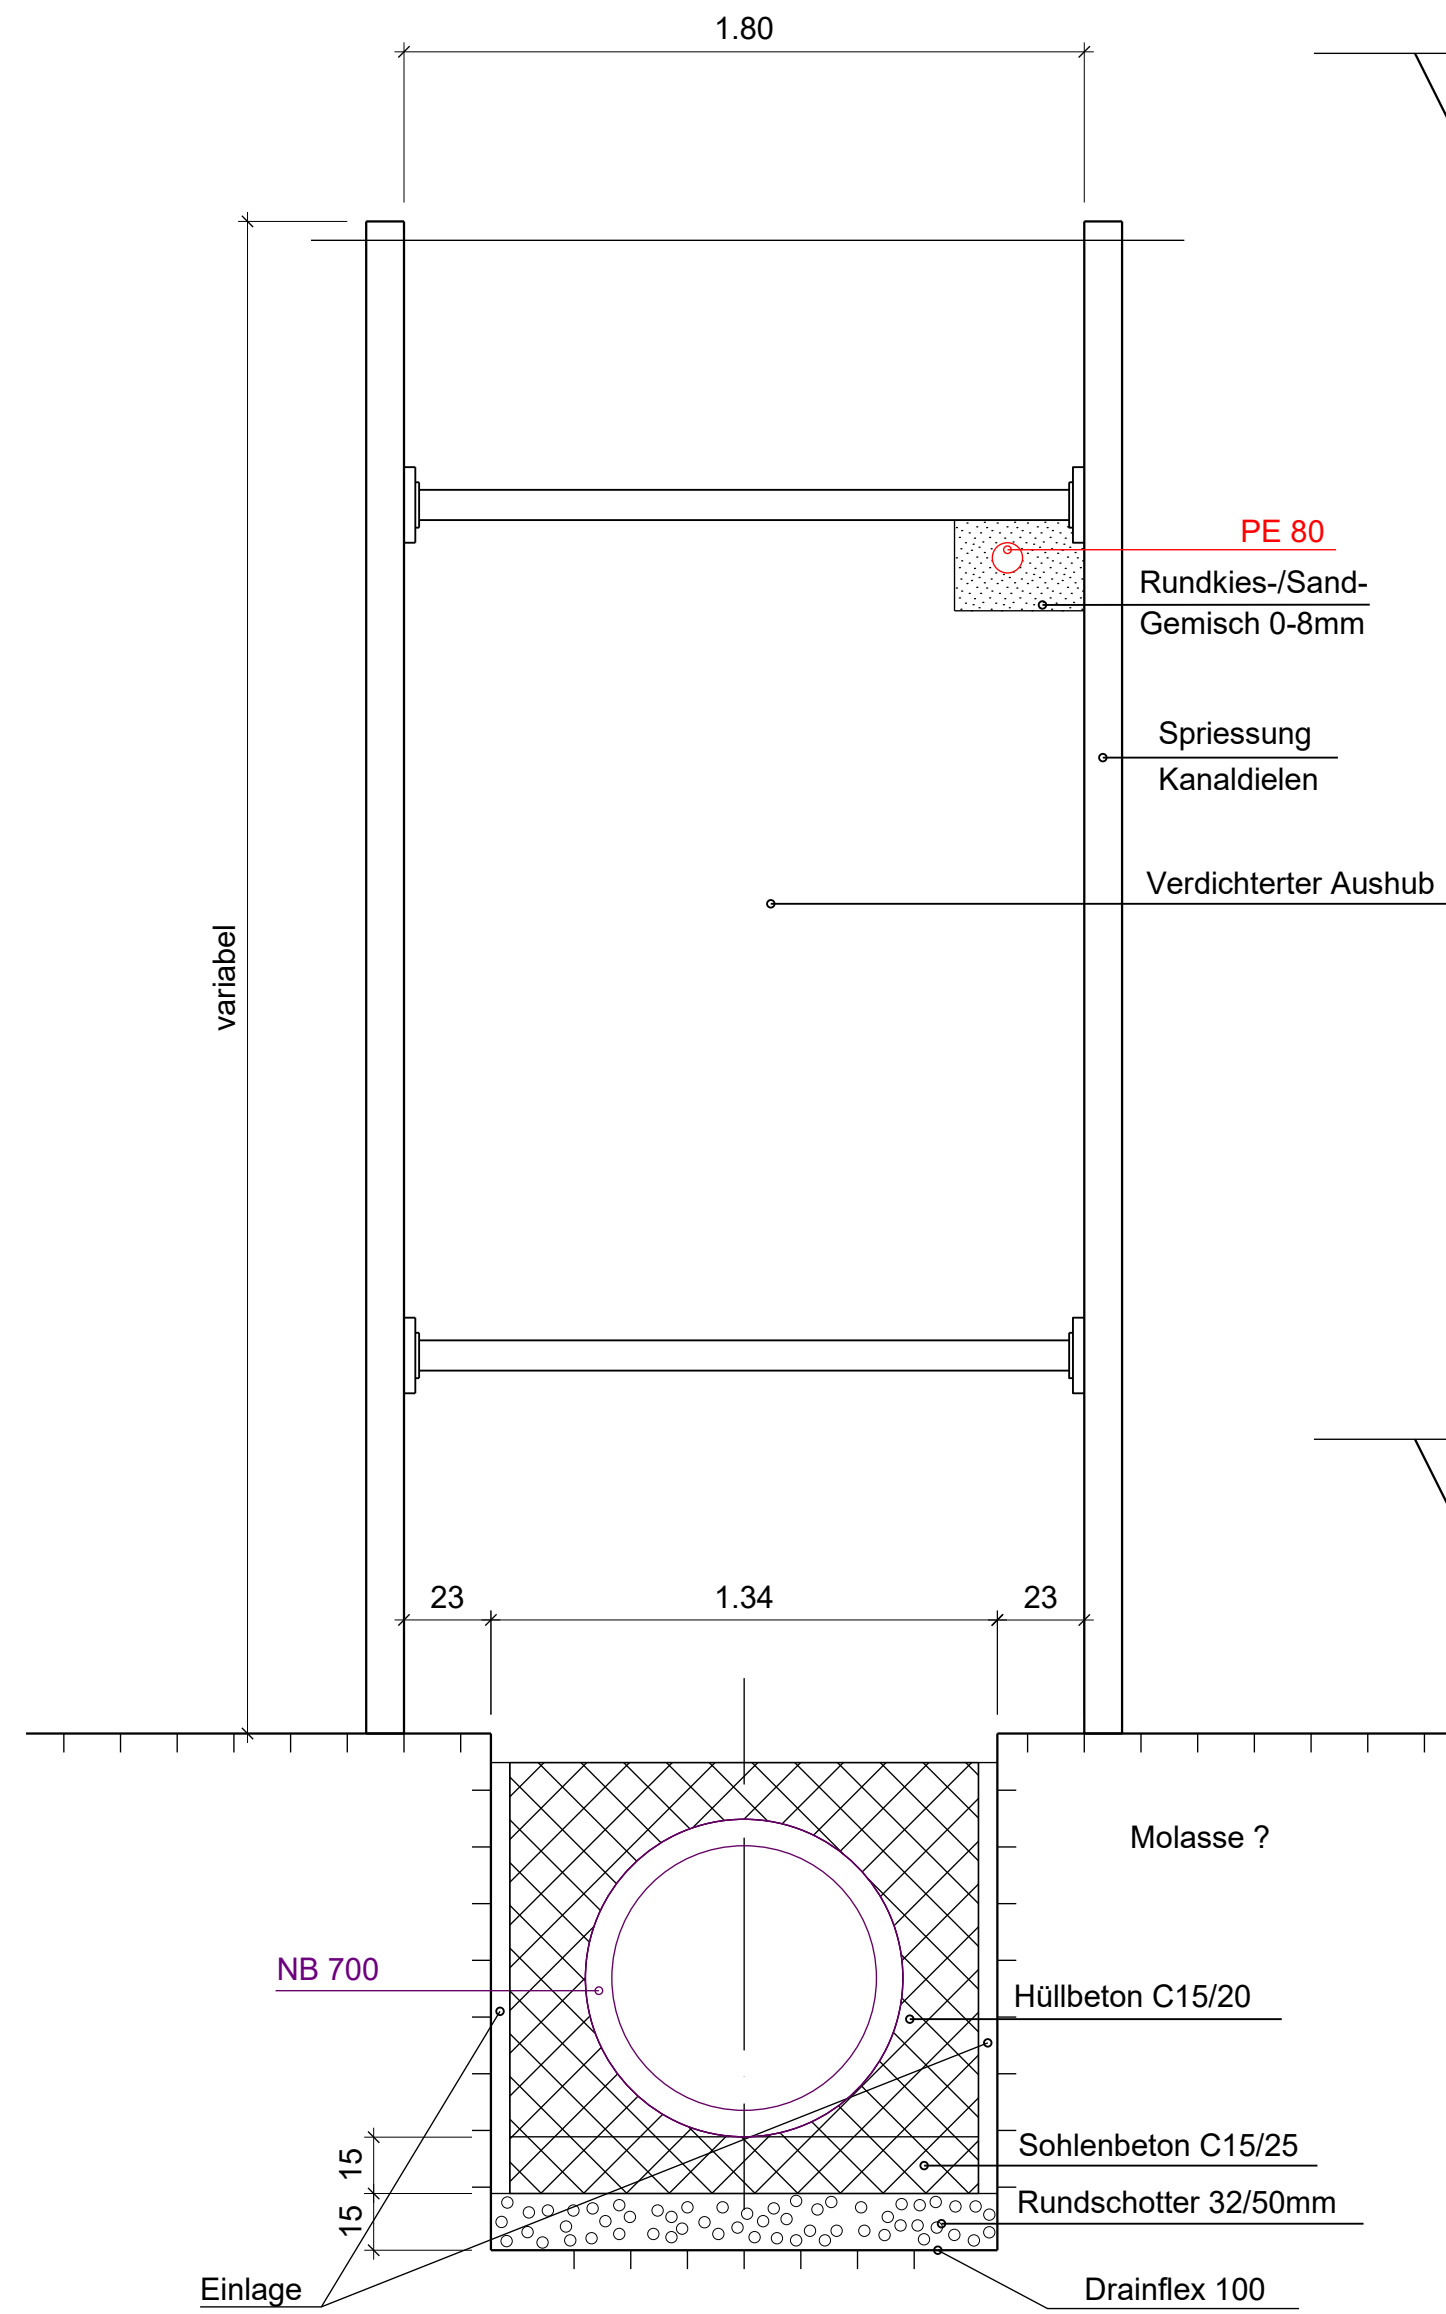 1.80
PE 80
Rundkies-/Sand-
Gemisch 0-8mm
Spriessung
Kanaldielen
Verdichterter Aushub
variabel
23
1.34
23
Molasse ?
NB 700
Hüllbeton C15/20
15
Sohlenbeton C15/25
15
Rundschotter 32/50mm
Einlage
Drainflex 100